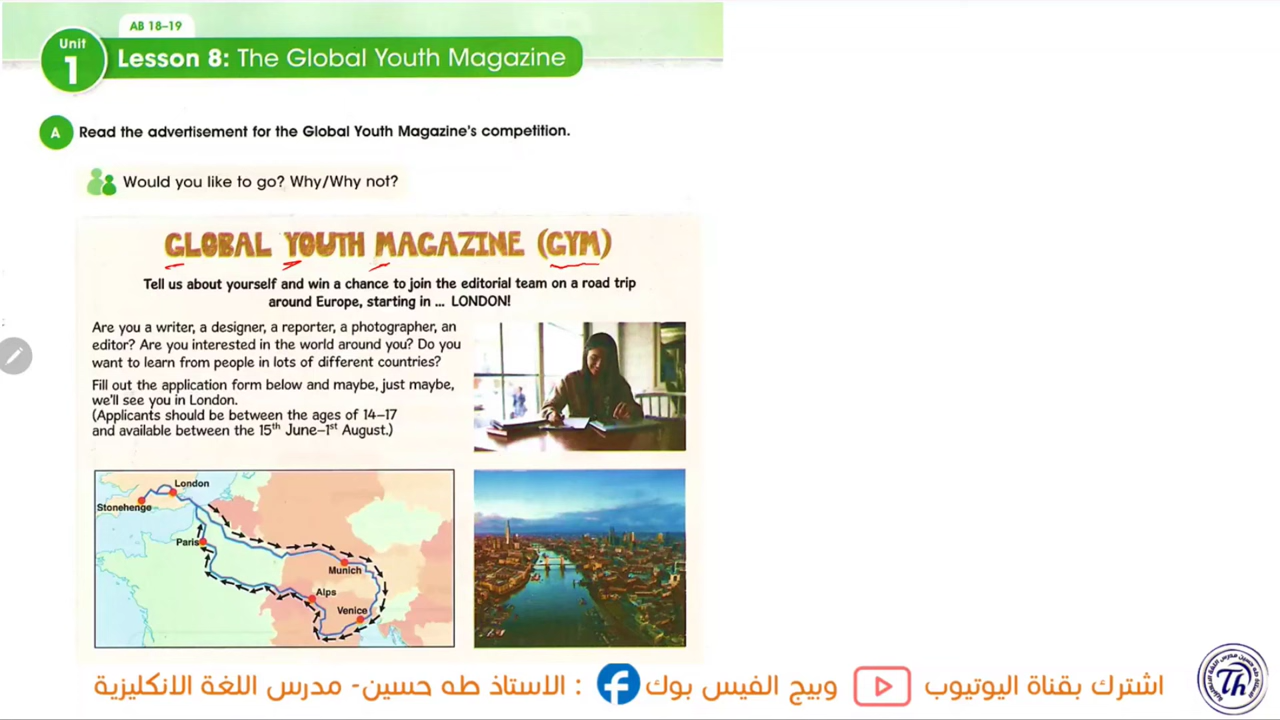 AB 18–19
Unit
1
Lesson 8: The Global Youth Magazine
A
Read the advertisement for the Global Youth Magazine's competition.
Would you like to go? Why/Why not?
GLOBAL YOUTH MAGAZINE (GYM)
Tell us about yourself and win a chance to join the editorial team on a road trip
around Europe, starting in ... LONDON!
Are you a writer, a designer, a reporter, a photographer, an
editor? Are you interested in the world around you? Do you
want to learn from people in lots of different countries?
Fill out the application form below and maybe, just maybe,
we'll see you in London.
(Applicants should be between the ages of 14–17
and available between the 15th June–1st August.)
London
Stonehenge
Paris
Munich
Alps
Venice
اشترك بقناة اليوتيوب وبيج الفيس بوك : الاستاذ طه حسين- مدرس اللغة الانكليزية
Th